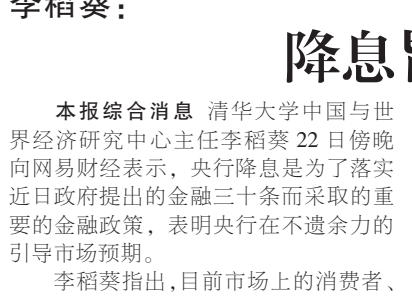 李稻葵：
降息
本报综合消息 清华大学中国与世
界经济研究中心主任李稻葵 22 日傍晚
向网易财经表示，央行降息是为了落实
近日政府提出的金融三十条而采取的重
要的金融政策，表明央行在不遗余力的
引导市场预期。
李稻葵指出，目前市场上的消费者、